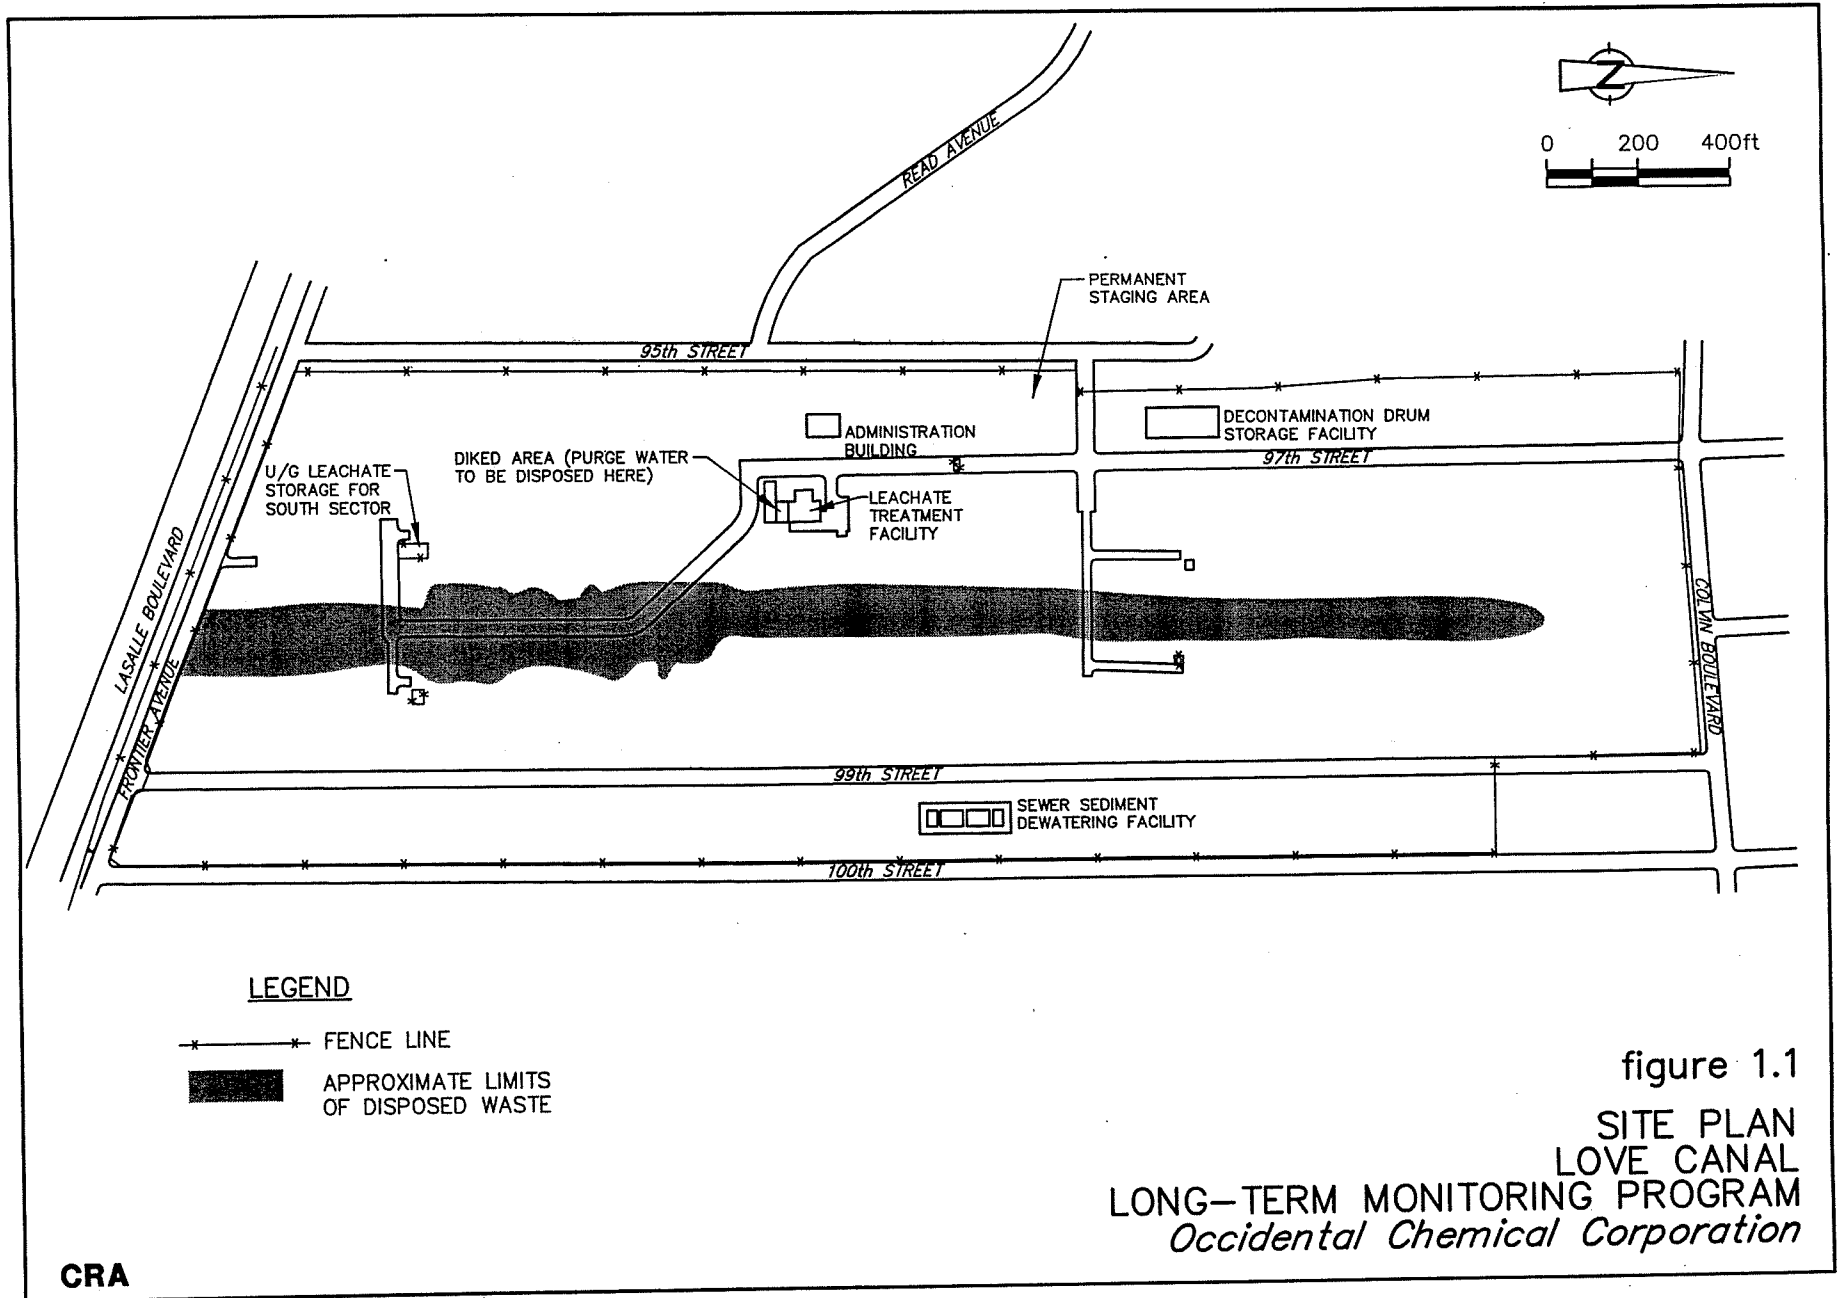 Z
0 200 400ft
READ AVENUE
PERMANENT
STAGING AREA
95th STREET
ADMINISTRATION
BUILDING
DECONTAMINATION DRUM
STORAGE FACILITY
DIKED AREA (PURGE WATER
TO BE DISPOSED HERE)
97th STREET
U/G LEACHATE
STORAGE FOR
SOUTH SECTOR
LEACHATE
TREATMENT
FACILITY
LASALLE BOULEVARD
FRONTIER AVENUE
COLVIN BOULEVARD
99th STREET
SEWER SEDIMENT
DEWATERING FACILITY
100th STREET
LEGEND
FENCE LINE
APPROXIMATE LIMITS
OF DISPOSED WASTE
figure 1.1
SITE PLAN
LOVE CANAL
LONG-TERM MONITORING PROGRAM
Occidental Chemical Corporation
CRA